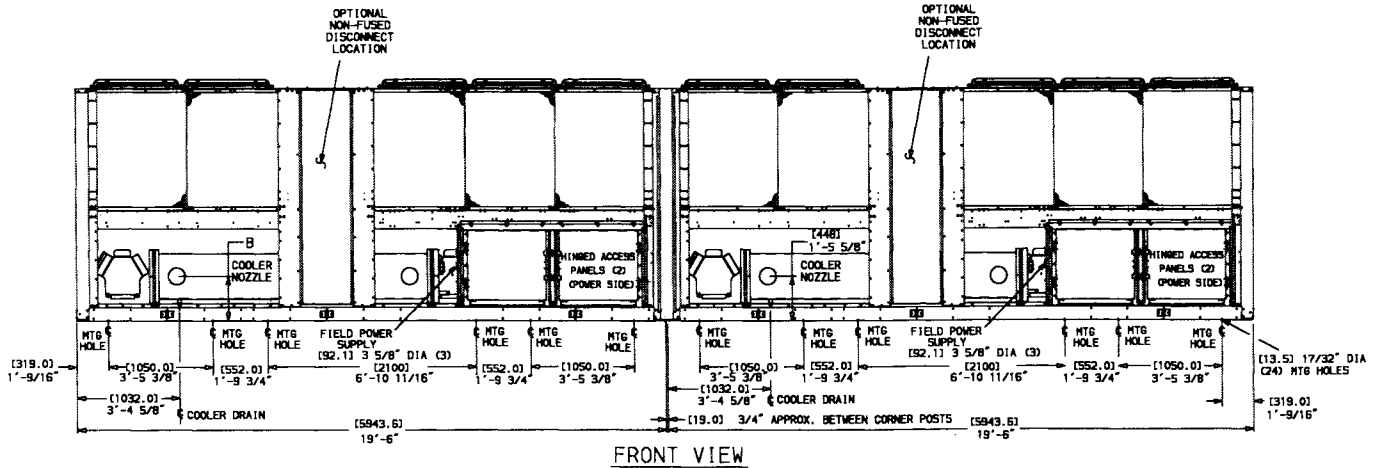 OPTIONAL
NON-FUSED
DISCONNECT
LOCATION
OPTIONAL
NON-FUSED
DISCONNECT
LOCATION
B
COOLER
NOZZLE
HINGED ACCESS
PANELS (2)
(POWER SIDE)
[448]
1'-5 5/8"
COOLER
NOZZLE
HINGED ACCESS
PANELS (2)
(POWER SIDE)
MTG
HOLE
MTG
HOLE
MTG
HOLE
FIELD POWER
SUPPLY
[92.1] 3 5/8" DIA (3)
MTG
HOLE
MTG
HOLE
MTG
HOLE
MTG
HOLE
MTG
HOLE
MTG
HOLE
FIELD POWER
SUPPLY
[92.1] 3 5/8" DIA (3)
MTG
HOLE
MTG
HOLE
MTG
HOLE
[13.5] 17/32" DIA
(24) MTG HOLES
[319.0]
1'-9/16"
[1050.0]
3'-5 3/8"
[552.0]
1'-9 3/4"
[2100]
6'-10 11/16"
[552.0]
1'-9 3/4"
[1050.0]
3'-5 3/8"
[1050.0]
3'-5 3/8"
[552.0]
1'-9 3/4"
[2100]
6'-10 11/16"
[552.0]
1'-9 3/4"
[1050.0]
3'-5 3/8"
[319.0]
1'-9/16"
[1032.0]
3'-4 5/8"
COOLER DRAIN
[1032.0]
3'-4 5/8"
COOLER DRAIN
[5943.6]
19'-6"
[19.0] 3/4" APPROX. BETWEEN CORNER POSTS
[5943.6]
19'-6"
FRONT VIEW